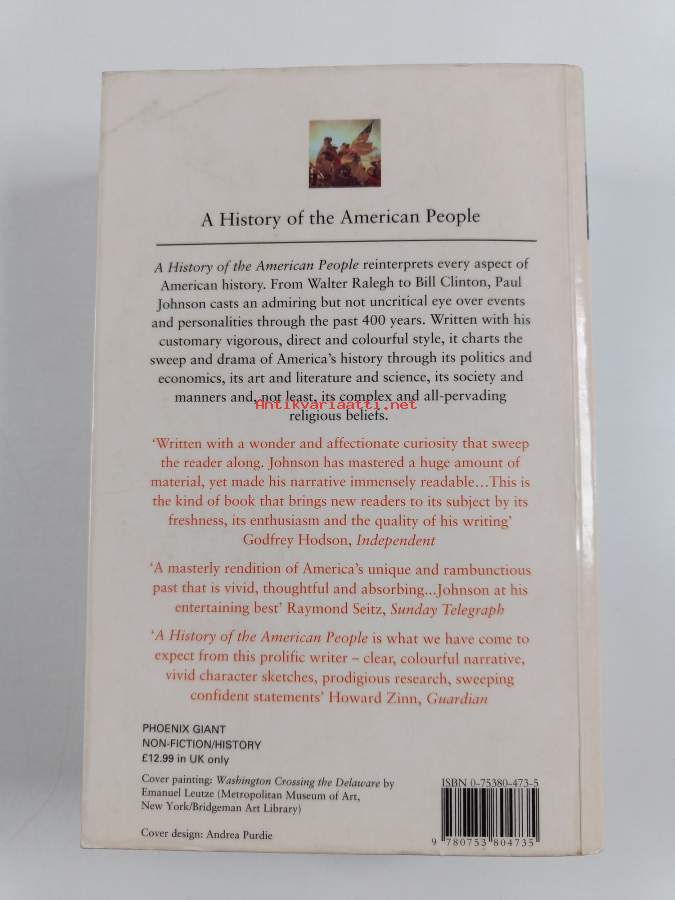 A History of the American People
A History of the American People reinterprets every aspect of
American history. From Walter Ralegh to Bill Clinton, Paul
Johnson casts an admiring but not uncritical eye over events
and personalities through the past 400 years. Written with his
customary vigorous, direct and colourful style, it charts the
sweep and drama of America's history through its politics and
economics, its art and literature and science, its society and
manners and, not least, its complex and all-pervading
Antikvariaatti.net
religious beliefs.
'Written with a wonder and affectionate curiosity that sweep
the reader along. Johnson has mastered a huge amount of
material, yet made his narrative immensely readable...This is
the kind of book that brings new readers to its subject by its
freshness, its enthusiasm and the quality of his writing'
Godfrey Hodson, Independent
'A masterly rendition of America's unique and rambunctious
past that is vivid, thoughtful and absorbing...Johnson at his
entertaining best' Raymond Seitz, Sunday Telegraph
'A History of the American People is what we have come to
expect from this prolific writer – clear, colourful narrative,
vivid character sketches, prodigious research, sweeping
confident statements' Howard Zinn, Guardian
PHOENIX GIANT
NON-FICTION/HISTORY
£12.99 in UK only
Cover painting: Washington Crossing the Delaware by
Emanuel Leutze (Metropolitan Museum of Art,
New York/Bridgeman Art Library)
Cover design: Andrea Purdie
ISBN 0-75380-473-5
9 780753 804735